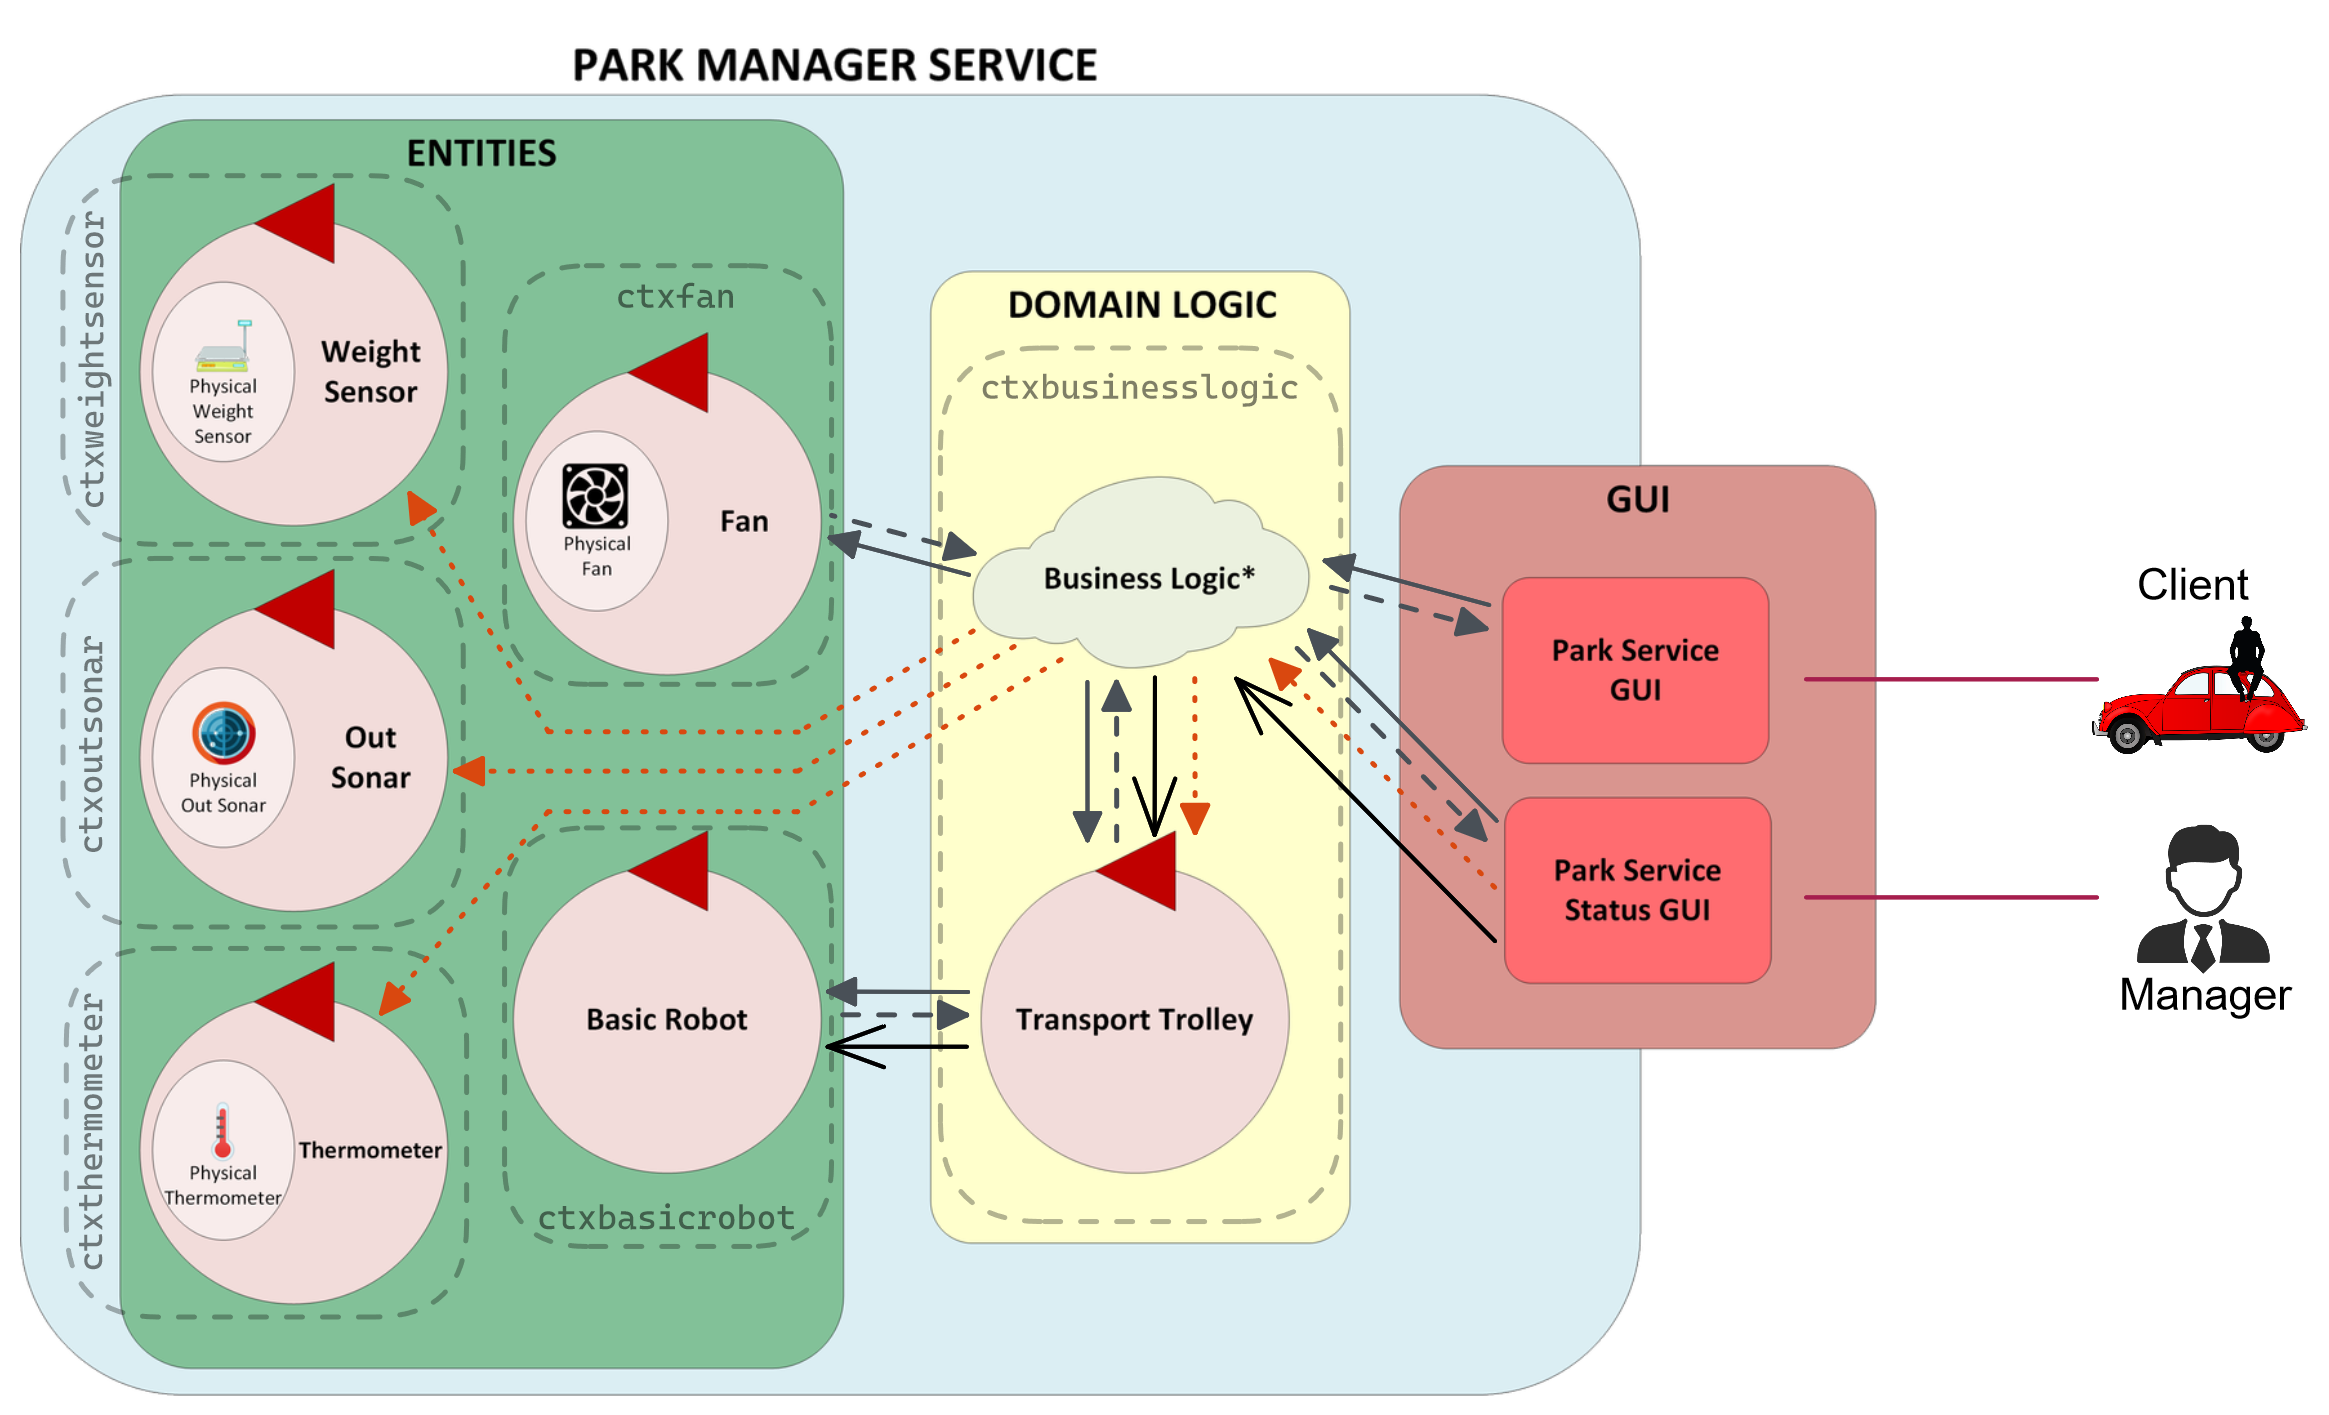 PARK MANAGER SERVICE
ENTITIES
ctxweightsensor
Physical
Weight
Sensor
Weight
Sensor
ctxoutsonar
Physical
Out Sonar
Out
Sonar
ctxthermometer
Physical
Thermometer
Thermometer
ctxfan
Physical
Fan
Fan
Basic Robot
ctxbasicrobot
DOMAIN LOGIC
ctxbusinesslogic
Business Logic*
Transport Trolley
GUI
Park Service
GUI
Park Service
Status GUI
Client
Manager